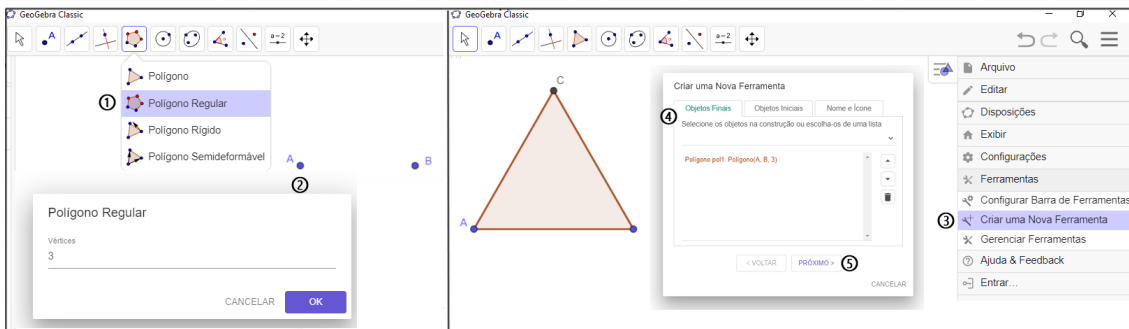 GeoGebra Classic
A
a=2
Polígono
① Polígono Regular
Polígono Rígido
Polígono Semideformável
A
B
②
Polígono Regular
Vértices
3
CANCELAR
OK
GeoGebra Classic
A
a=2
C
A
Criar uma Nova Ferramenta
④ Objetos Finais
Objetos Iniciais
Nome e Ícone
Selecione os objetos na construção ou escolha-os de uma lista
Polígono pol1: Polígono(A, B, 3)
< VOLTAR
PRÓXIMO >
⑤
CANCELAR
Arquivo
Editar
Disposições
Exibir
Configurações
Ferramentas
Configurar Barra de Ferramentas
③ Criar uma Nova Ferramenta
Gerenciar Ferramentas
Ajuda & Feedback
Entrar...